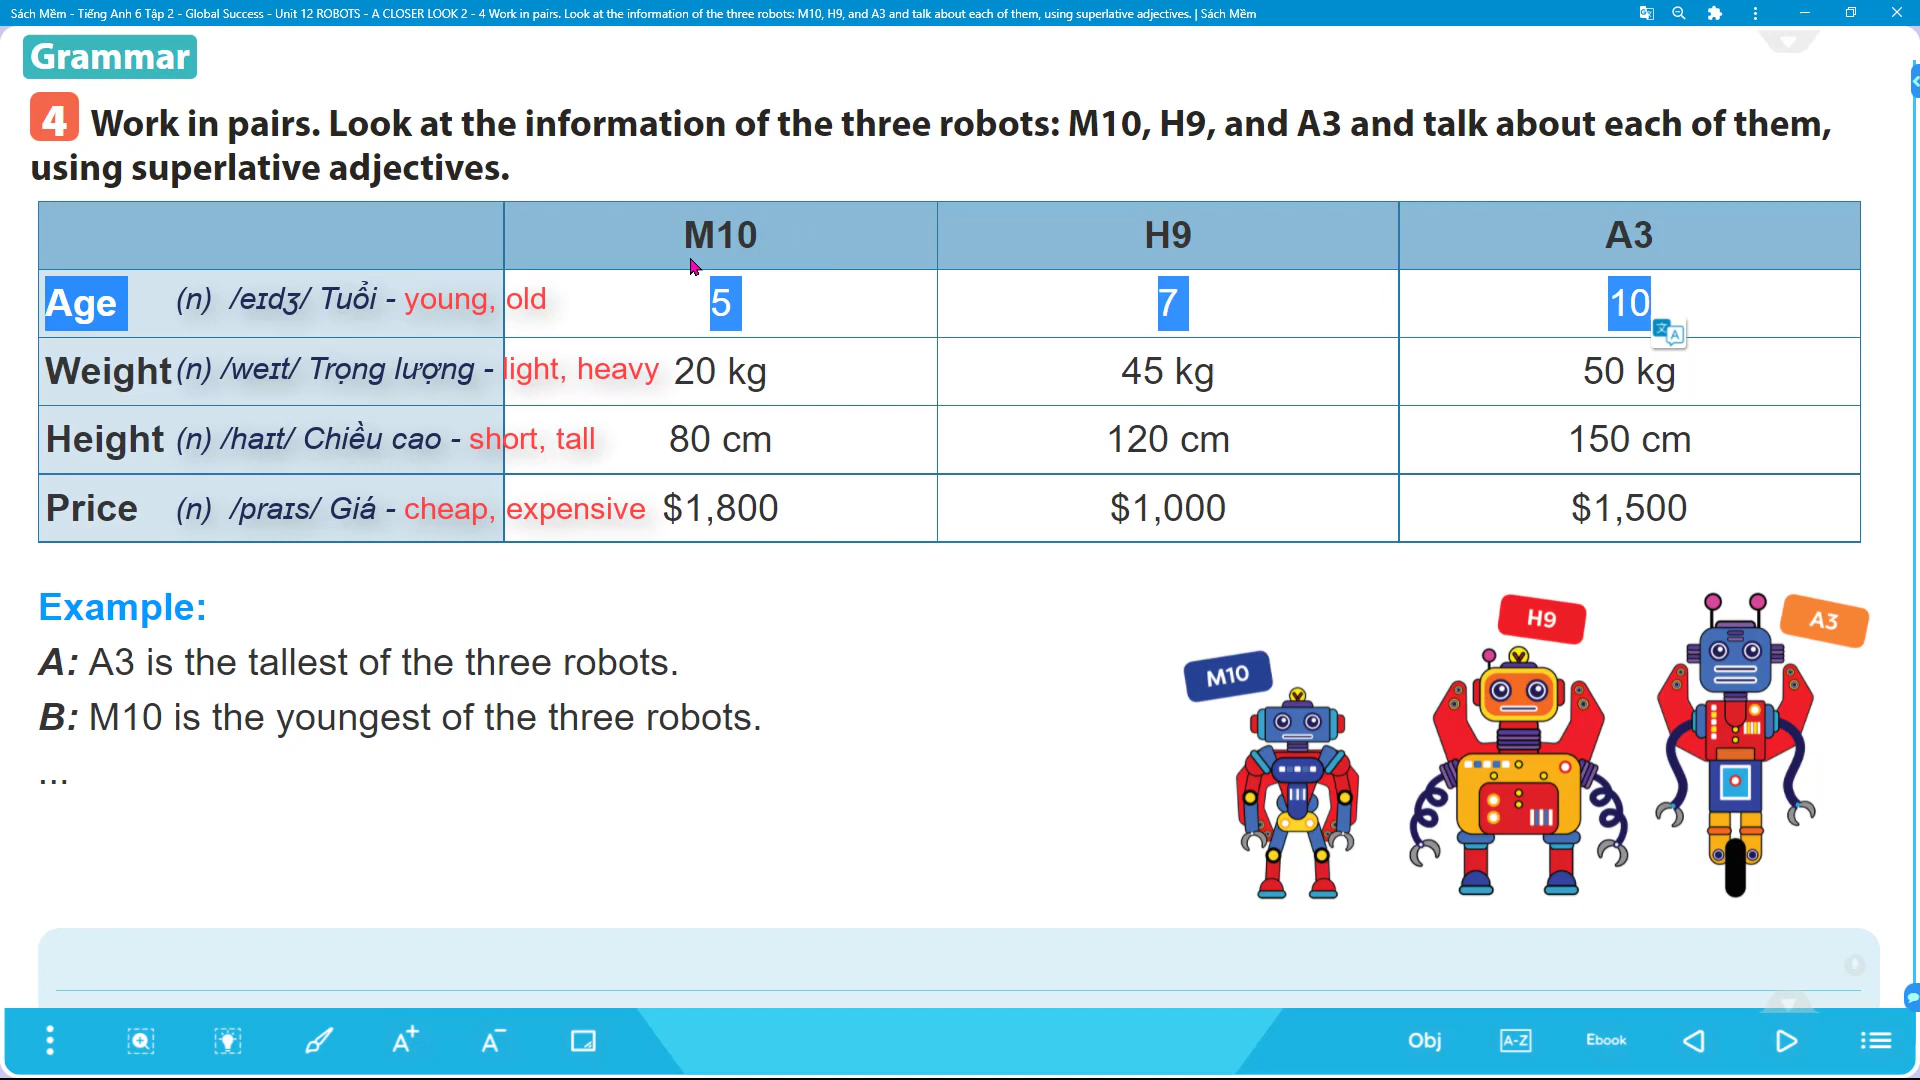 Sách Mềm - Tiếng Anh 6 Tập 2 - Global Success - Unit 12 ROBOTS - A CLOSER LOOK 2 - 4 Work in pairs. Look at the information of the three robots: M10, H9, and A3 and talk about each of them, using superlative adjectives. | Sách Mềm
Grammar
4 Work in pairs. Look at the information of the three robots: M10, H9, and A3 and talk about each of them,
using superlative adjectives.
M10 H9 A3
Age (n) /eɪdʒ/ Tuổi - young, old 5 7 10
Weight (n) /weɪt/ Trọng lượng - light, heavy 20 kg 45 kg 50 kg
Height (n) /haɪt/ Chiều cao - short, tall 80 cm 120 cm 150 cm
Price (n) /praɪs/ Giá - cheap, expensive $1,800 $1,000 $1,500
Example:
A: A3 is the tallest of the three robots.
B: M10 is the youngest of the three robots.
...
M10
H9
A3
A+ A- Obj A-Z Ebook